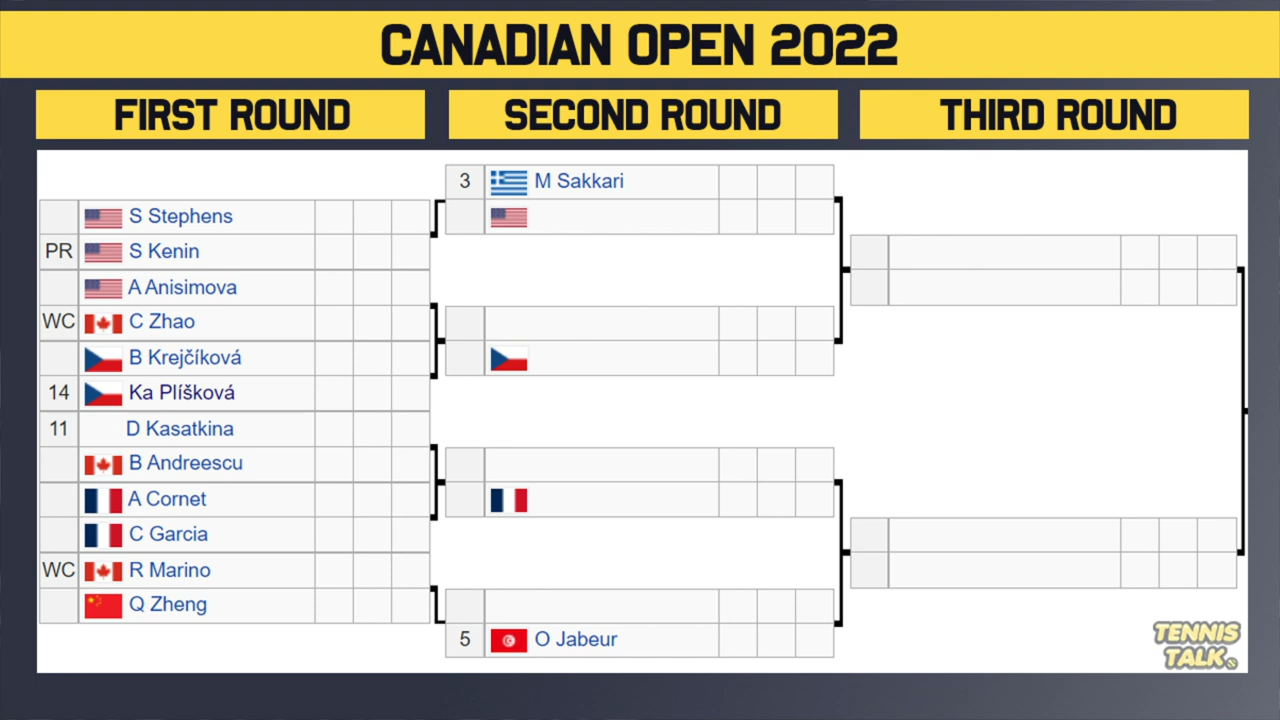 CANADIAN OPEN 2022
FIRST ROUND
SECOND ROUND
THIRD ROUND
3 M Sakkari
S Stephens
PR S Kenin
A Anisimova
WC C Zhao
B Krejčíková
14 Ka Plíšková
11 D Kasatkina
B Andreescu
A Cornet
C Garcia
WC R Marino
Q Zheng
5 O Jabeur
TENNIS
TALK